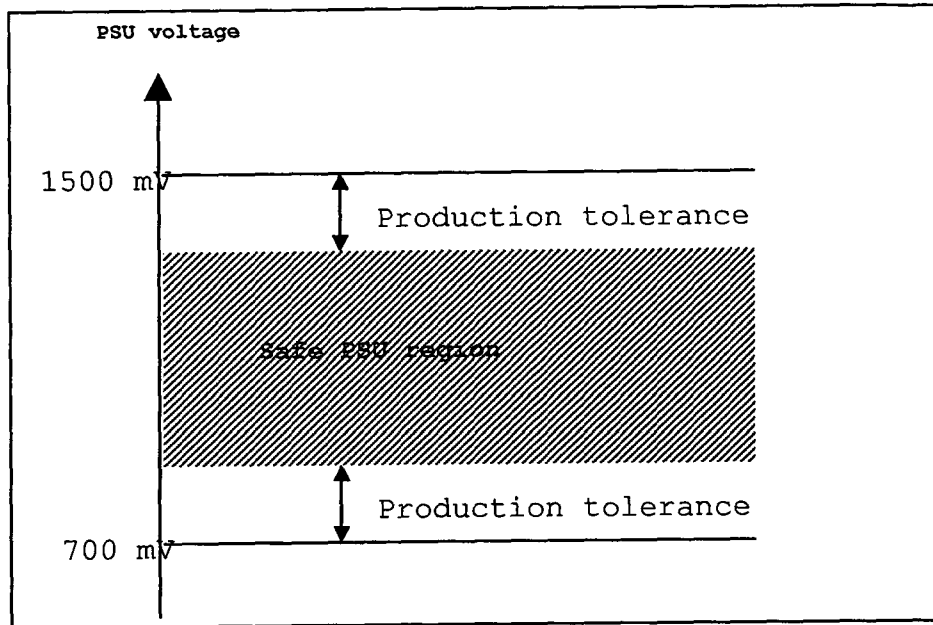 PSU voltage
1500 mV
Production tolerance
Safe PSU region
Production tolerance
700 mV